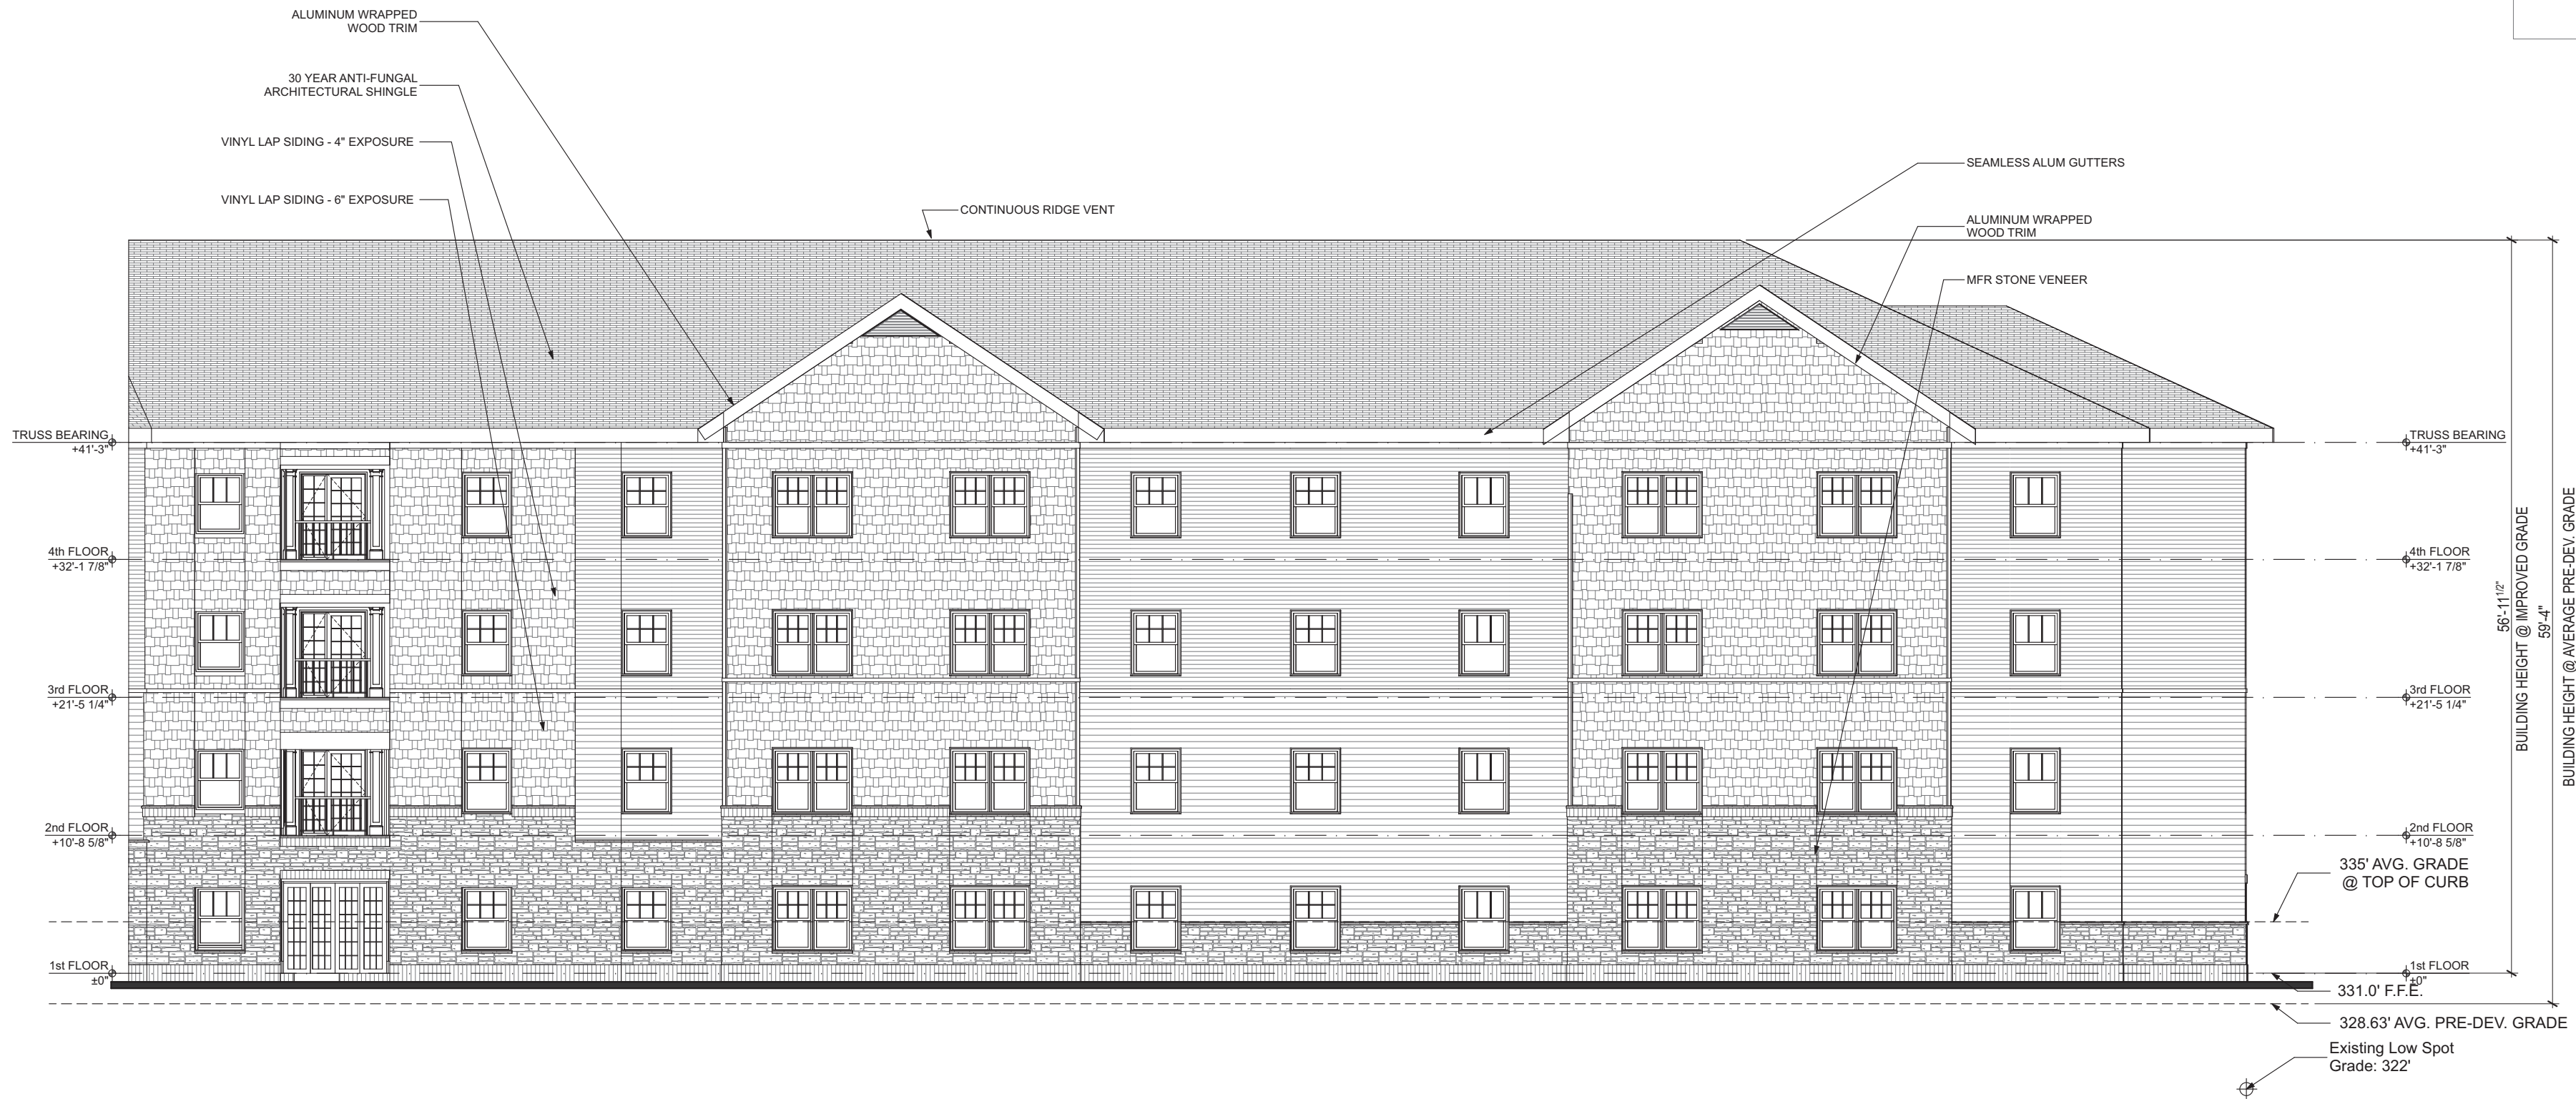 ALUMINUM WRAPPED
WOOD TRIM
30 YEAR ANTI-FUNGAL
ARCHITECTURAL SHINGLE
VINYL LAP SIDING - 4" EXPOSURE
VINYL LAP SIDING - 6" EXPOSURE
CONTINUOUS RIDGE VENT
SEAMLESS ALUM GUTTERS
ALUMINUM WRAPPED
WOOD TRIM
MFR STONE VENEER
TRUSS BEARING
+41'-3"
4th FLOOR
+32'-1 7/8"
3rd FLOOR
+21'-5 1/4"
2nd FLOOR
+10'-8 5/8"
1st FLOOR
±0"
TRUSS BEARING
+41'-3"
4th FLOOR
+32'-1 7/8"
3rd FLOOR
+21'-5 1/4"
2nd FLOOR
+10'-8 5/8"
335' AVG. GRADE
@ TOP OF CURB
1st FLOOR
±0"
331.0' F.F.E.
328.63' AVG. PRE-DEV. GRADE
Existing Low Spot
Grade: 322'
56'-11 1/2"
BUILDING HEIGHT @ IMPROVED GRADE
59'-4"
BUILDING HEIGHT @ AVERAGE PRE-DEV. GRADE